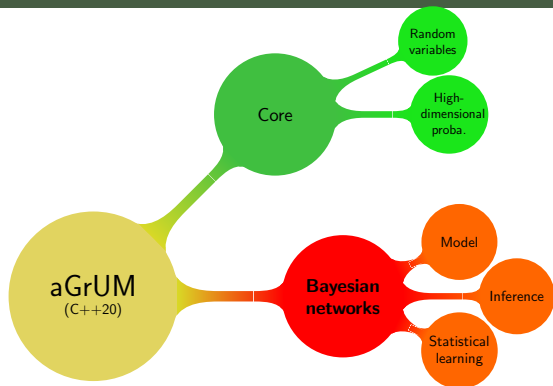 Random
variables
High-
dimensional
proba.
Core
Model
Inference
Statistical
learning
Bayesian
networks
aGrUM
(C++20)